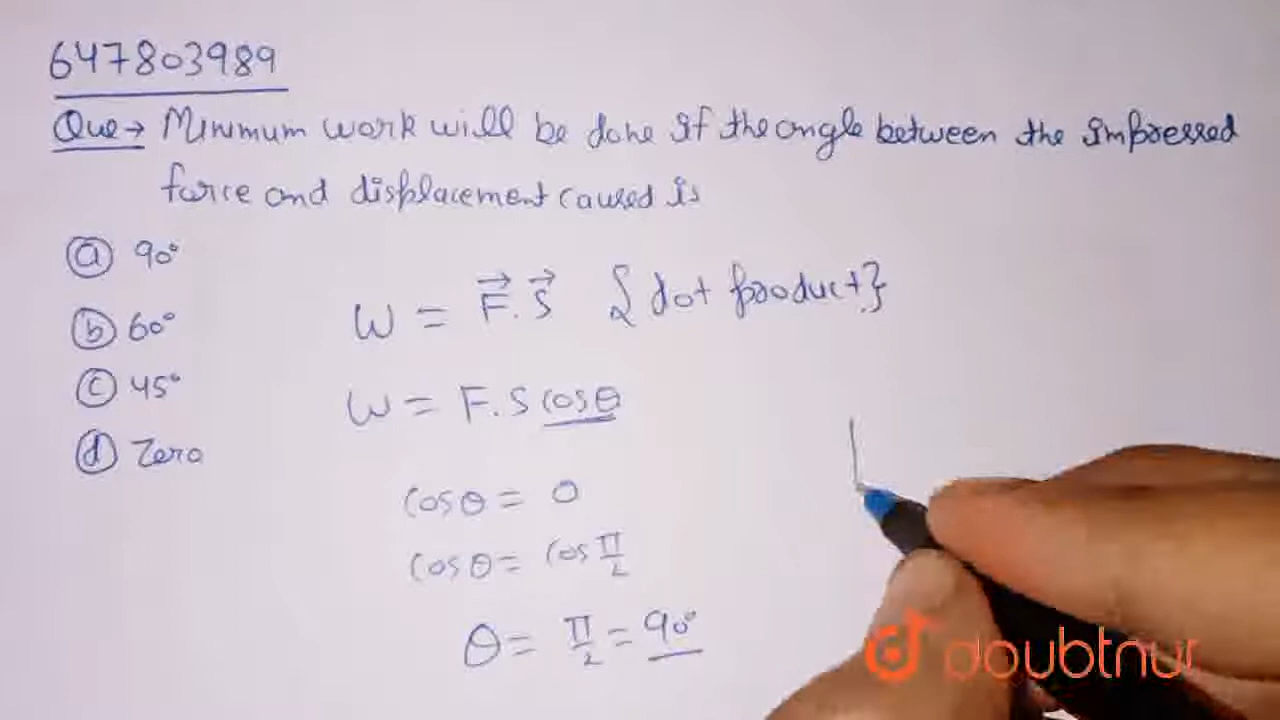 647803989
Que→ Minimum work will be done if the angle between the impressed
force and displacement caused is
(a) 90°
(b) 60°
(c) 45°
(d) Zero
W = F⃗.S⃗ {dot product}
W = F.S cosθ
cosθ = 0
cosθ = cos π/2
θ = π/2 = 90°
doubtnut